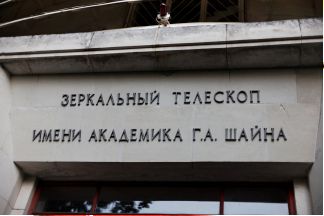 ЗЕРКАЛЬНЫЙ ТЕЛЕСКОП
ИМЕНИ АКАДЕМИКА Г.А. ШАЙНА